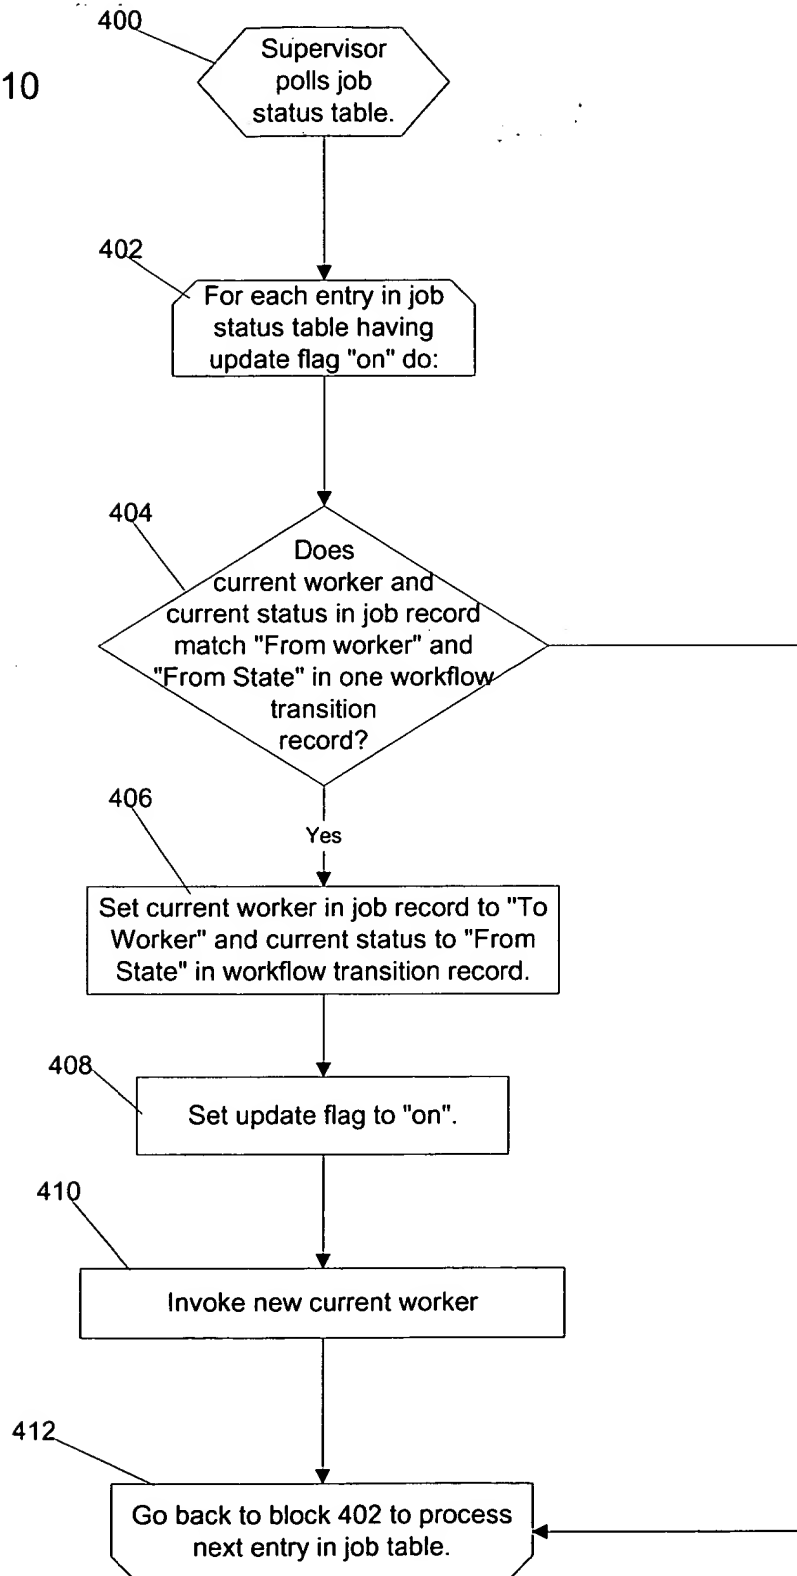 400
Supervisor
polls job
status table.
10
402
For each entry in job
status table having
update flag "on" do:
404
Does
current worker and
current status in job record
match "From worker" and
"From State" in one workflow
transition
record?
406
Yes
Set current worker in job record to "To
Worker" and current status to "From
State" in workflow transition record.
408
Set update flag to "on".
410
Invoke new current worker
412
Go back to block 402 to process
next entry in job table.